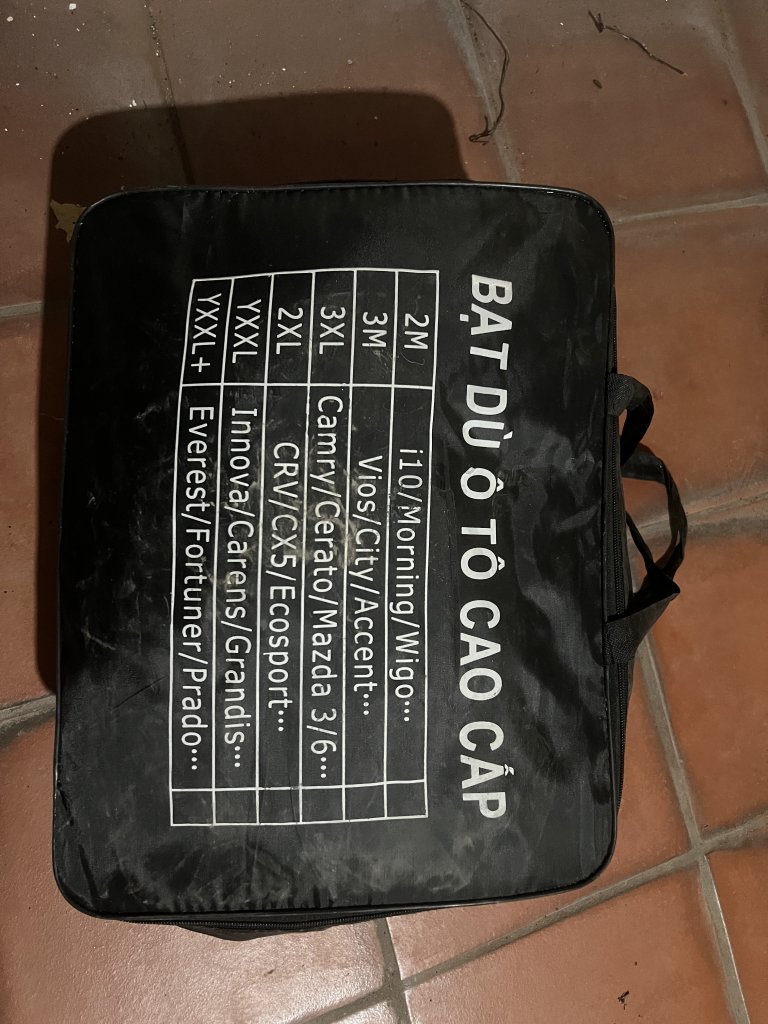 BẠT DÙ Ô TÔ CAO CẤP
2M i10/Morning/Wigo...
3M Vios/City/Accent...
3XL Camry/Cerato/Mazda 3/6...
2XL CRV/CX5/Ecosport...
YXXL Innova/Carens/Grandis...
YXXL+ Everest/Fortuner/Prado...